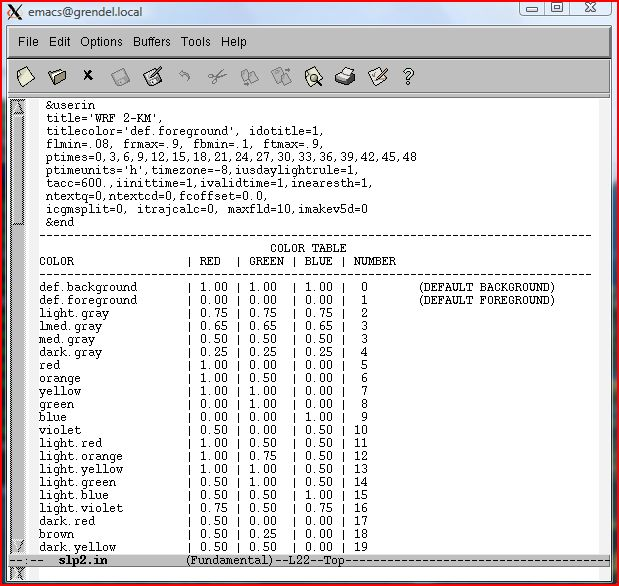 emacs@grendel.local
File Edit Options Buffers Tools Help
&userin
title='WRF 2-KM',
titlecolor='def.foreground', idotitle=1,
flmin=.08, frmax=.9, fbmin=.1, ftmax=.9,
ptimes=0,3,6,9,12,15,18,21,24,27,30,33,36,39,42,45,48
ptimeunits='h',timezone=-8,iusdaylightrule=1,
tacc=600.,iinittime=1,ivalidtime=1,inearesth=1,
ntextq=0,ntextcd=0,fcoffset=0.0,
icgmsplit=0, itrajcalc=0, maxfld=10,imakev5d=0
&end
---------------------------------------------------------------------------
COLOR TABLE
COLOR | RED | GREEN | BLUE | NUMBER
---------------------------------------------------------------------------
def.background | 1.00 | 1.00 | 1.00 | 0 (DEFAULT BACKGROUND)
def.foreground | 0.00 | 0.00 | 0.00 | 1 (DEFAULT FOREGROUND)
light.gray | 0.75 | 0.75 | 0.75 | 2
lmed.gray | 0.65 | 0.65 | 0.65 | 3
med.gray | 0.50 | 0.50 | 0.50 | 3
dark.gray | 0.25 | 0.25 | 0.25 | 4
red | 1.00 | 0.00 | 0.00 | 5
orange | 1.00 | 0.50 | 0.00 | 6
yellow | 1.00 | 1.00 | 0.00 | 7
green | 0.00 | 1.00 | 0.00 | 8
blue | 0.00 | 0.00 | 1.00 | 9
violet | 0.50 | 0.00 | 0.50 | 10
light.red | 1.00 | 0.50 | 0.50 | 11
light.orange | 1.00 | 0.75 | 0.50 | 12
light.yellow | 1.00 | 1.00 | 0.50 | 13
light.green | 0.50 | 1.00 | 0.50 | 14
light.blue | 0.50 | 0.50 | 1.00 | 15
light.violet | 0.75 | 0.50 | 0.75 | 16
dark.red | 0.50 | 0.00 | 0.00 | 17
brown | 0.50 | 0.25 | 0.00 | 18
dark.yellow | 0.50 | 0.50 | 0.00 | 19
--:-- slp2.in (Fundamental)--L22--Top------------------------------